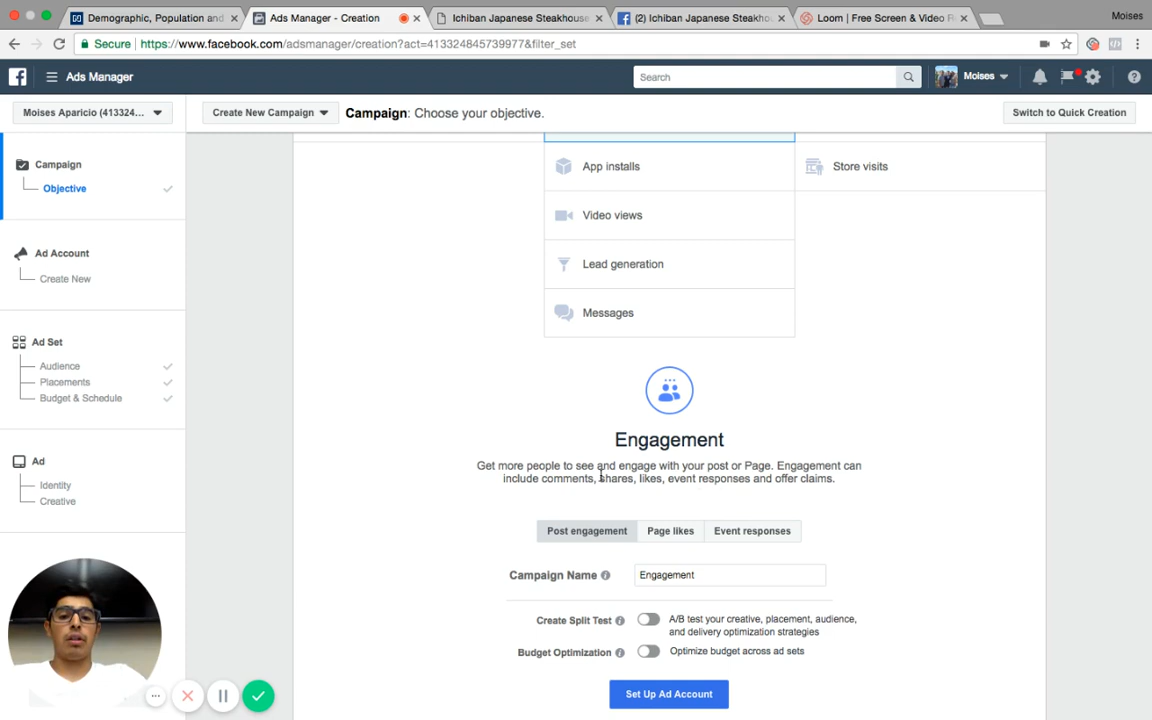 Demographic, Population and
Ads Manager - Creation
Ichiban Japanese Steakhouse
(2) Ichiban Japanese Steakhou
Loom | Free Screen & Video R
Moises
Secure
https://www.facebook.com/adsmanager/creation?act=413324845739977&filter_set
Ads Manager
Search
Moises
Moises Aparicio (413324...
Create New Campaign
Campaign: Choose your objective.
Switch to Quick Creation
Campaign
Objective
Ad Account
Create New
Ad Set
Audience
Placements
Budget & Schedule
Ad
Identity
Creative
App installs
Store visits
Video views
Lead generation
Messages
Engagement
Get more people to see and engage with your post or Page. Engagement can
include comments, shares, likes, event responses and offer claims.
Post engagement
Page likes
Event responses
Campaign Name
Engagement
Create Split Test
A/B test your creative, placement, audience,
and delivery optimization strategies
Budget Optimization
Optimize budget across ad sets
Set Up Ad Account